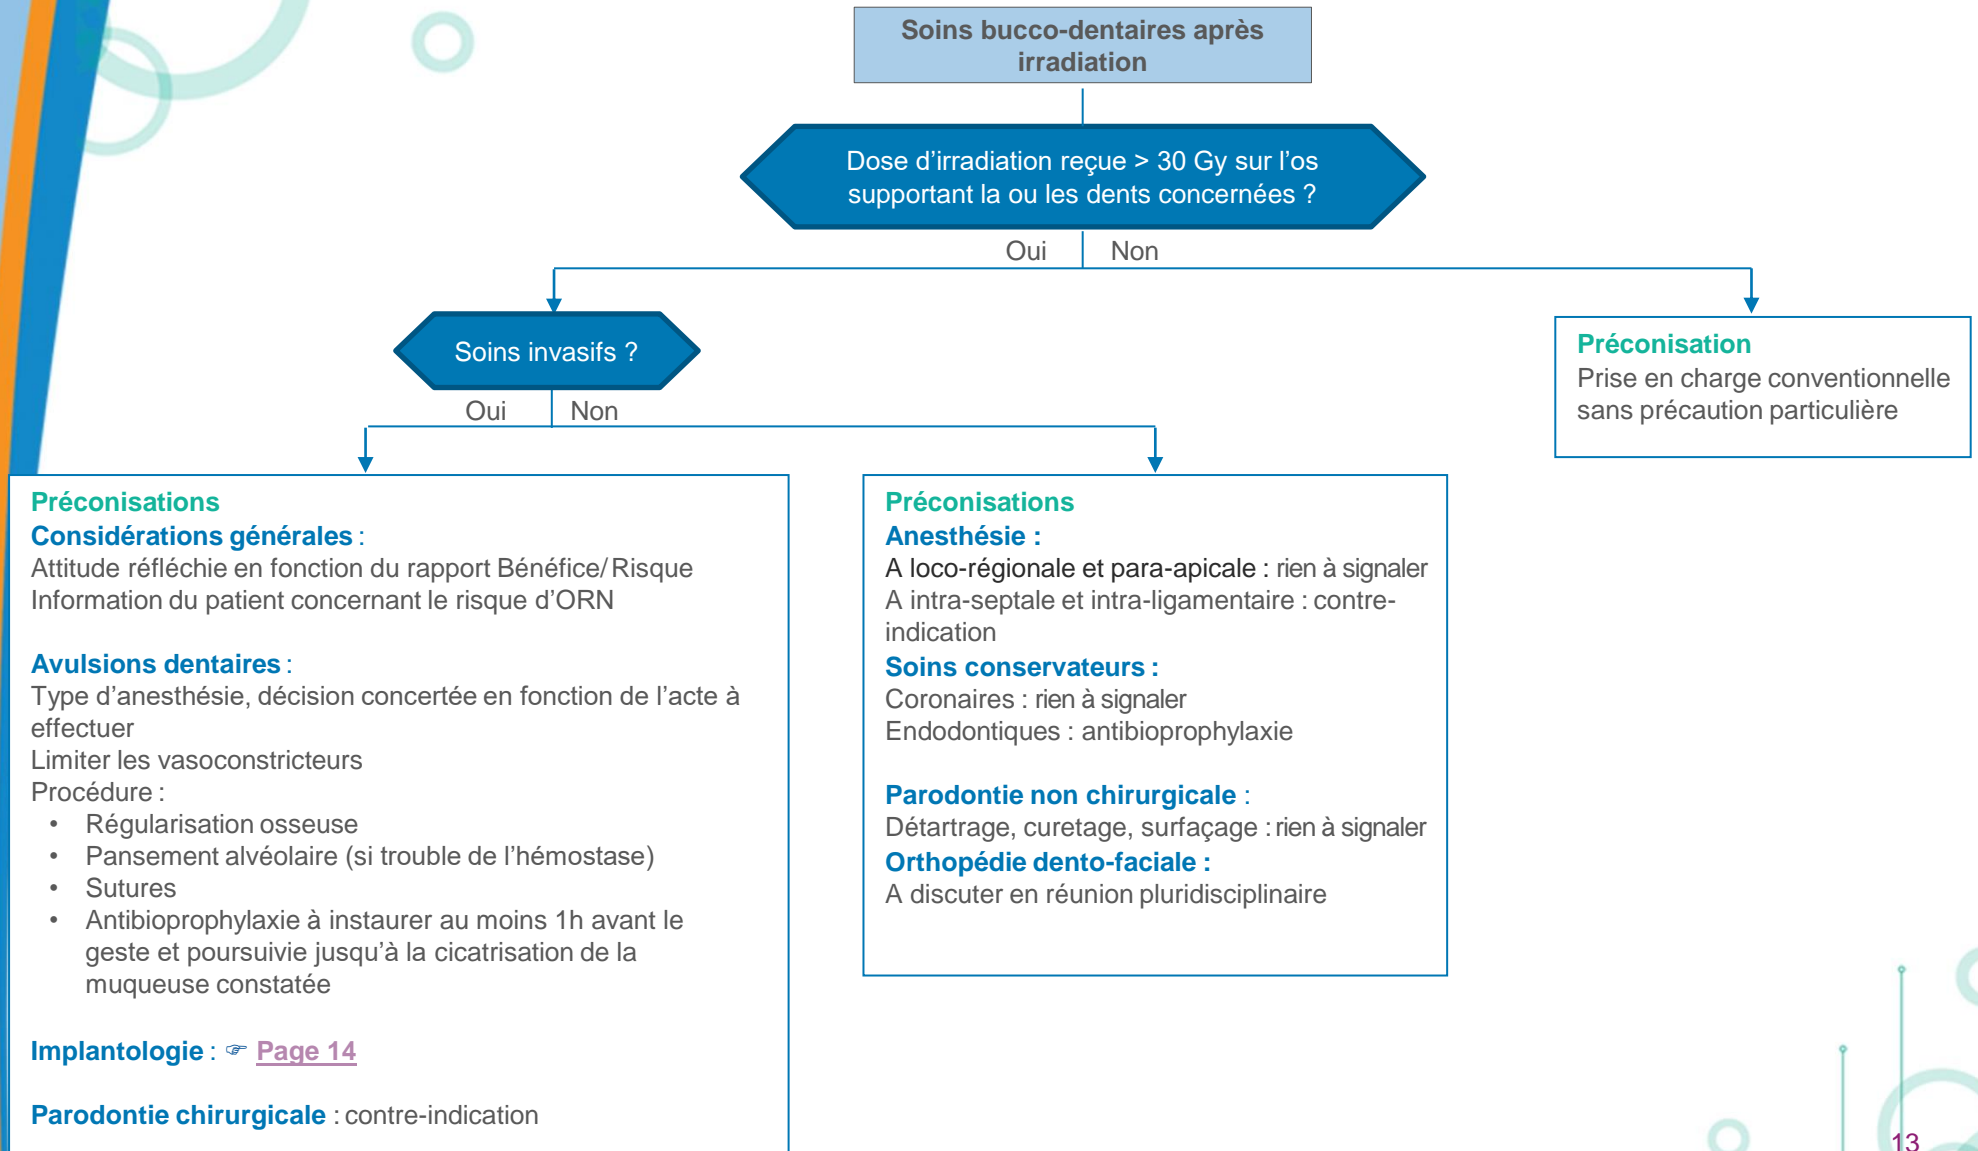 Soins bucco-dentaires après
irradiation
Dose d'irradiation reçue > 30 Gy sur l'os
supportant la ou les dents concernées ?
Oui
Non
Soins invasifs ?
Oui
Non
Préconisation
Prise en charge conventionnelle
sans précaution particulière
Préconisations
Considérations générales :
Attitude réfléchie en fonction du rapport Bénéfice/Risque
Information du patient concernant le risque d'ORN
Avulsions dentaires :
Type d'anesthésie, décision concertée en fonction de l'acte à
effectuer
Limiter les vasoconstricteurs
Procédure :
• Régularisation osseuse
• Pansement alvéolaire (si trouble de l'hémostase)
• Sutures
• Antibioprophylaxie à instaurer au moins 1h avant le
geste et poursuivie jusqu'à la cicatrisation de la
muqueuse constatée
Implantologie : ☞ Page 14
Parodontie chirurgicale : contre-indication
Préconisations
Anesthésie :
A loco-régionale et para-apicale : rien à signaler
A intra-septale et intra-ligamentaire : contre-
indication
Soins conservateurs :
Coronaires : rien à signaler
Endodontiques : antibioprophylaxie
Parodontie non chirurgicale :
Détartrage, curetage, surfaçage : rien à signaler
Orthopédie dento-faciale :
A discuter en réunion pluridisciplinaire
13